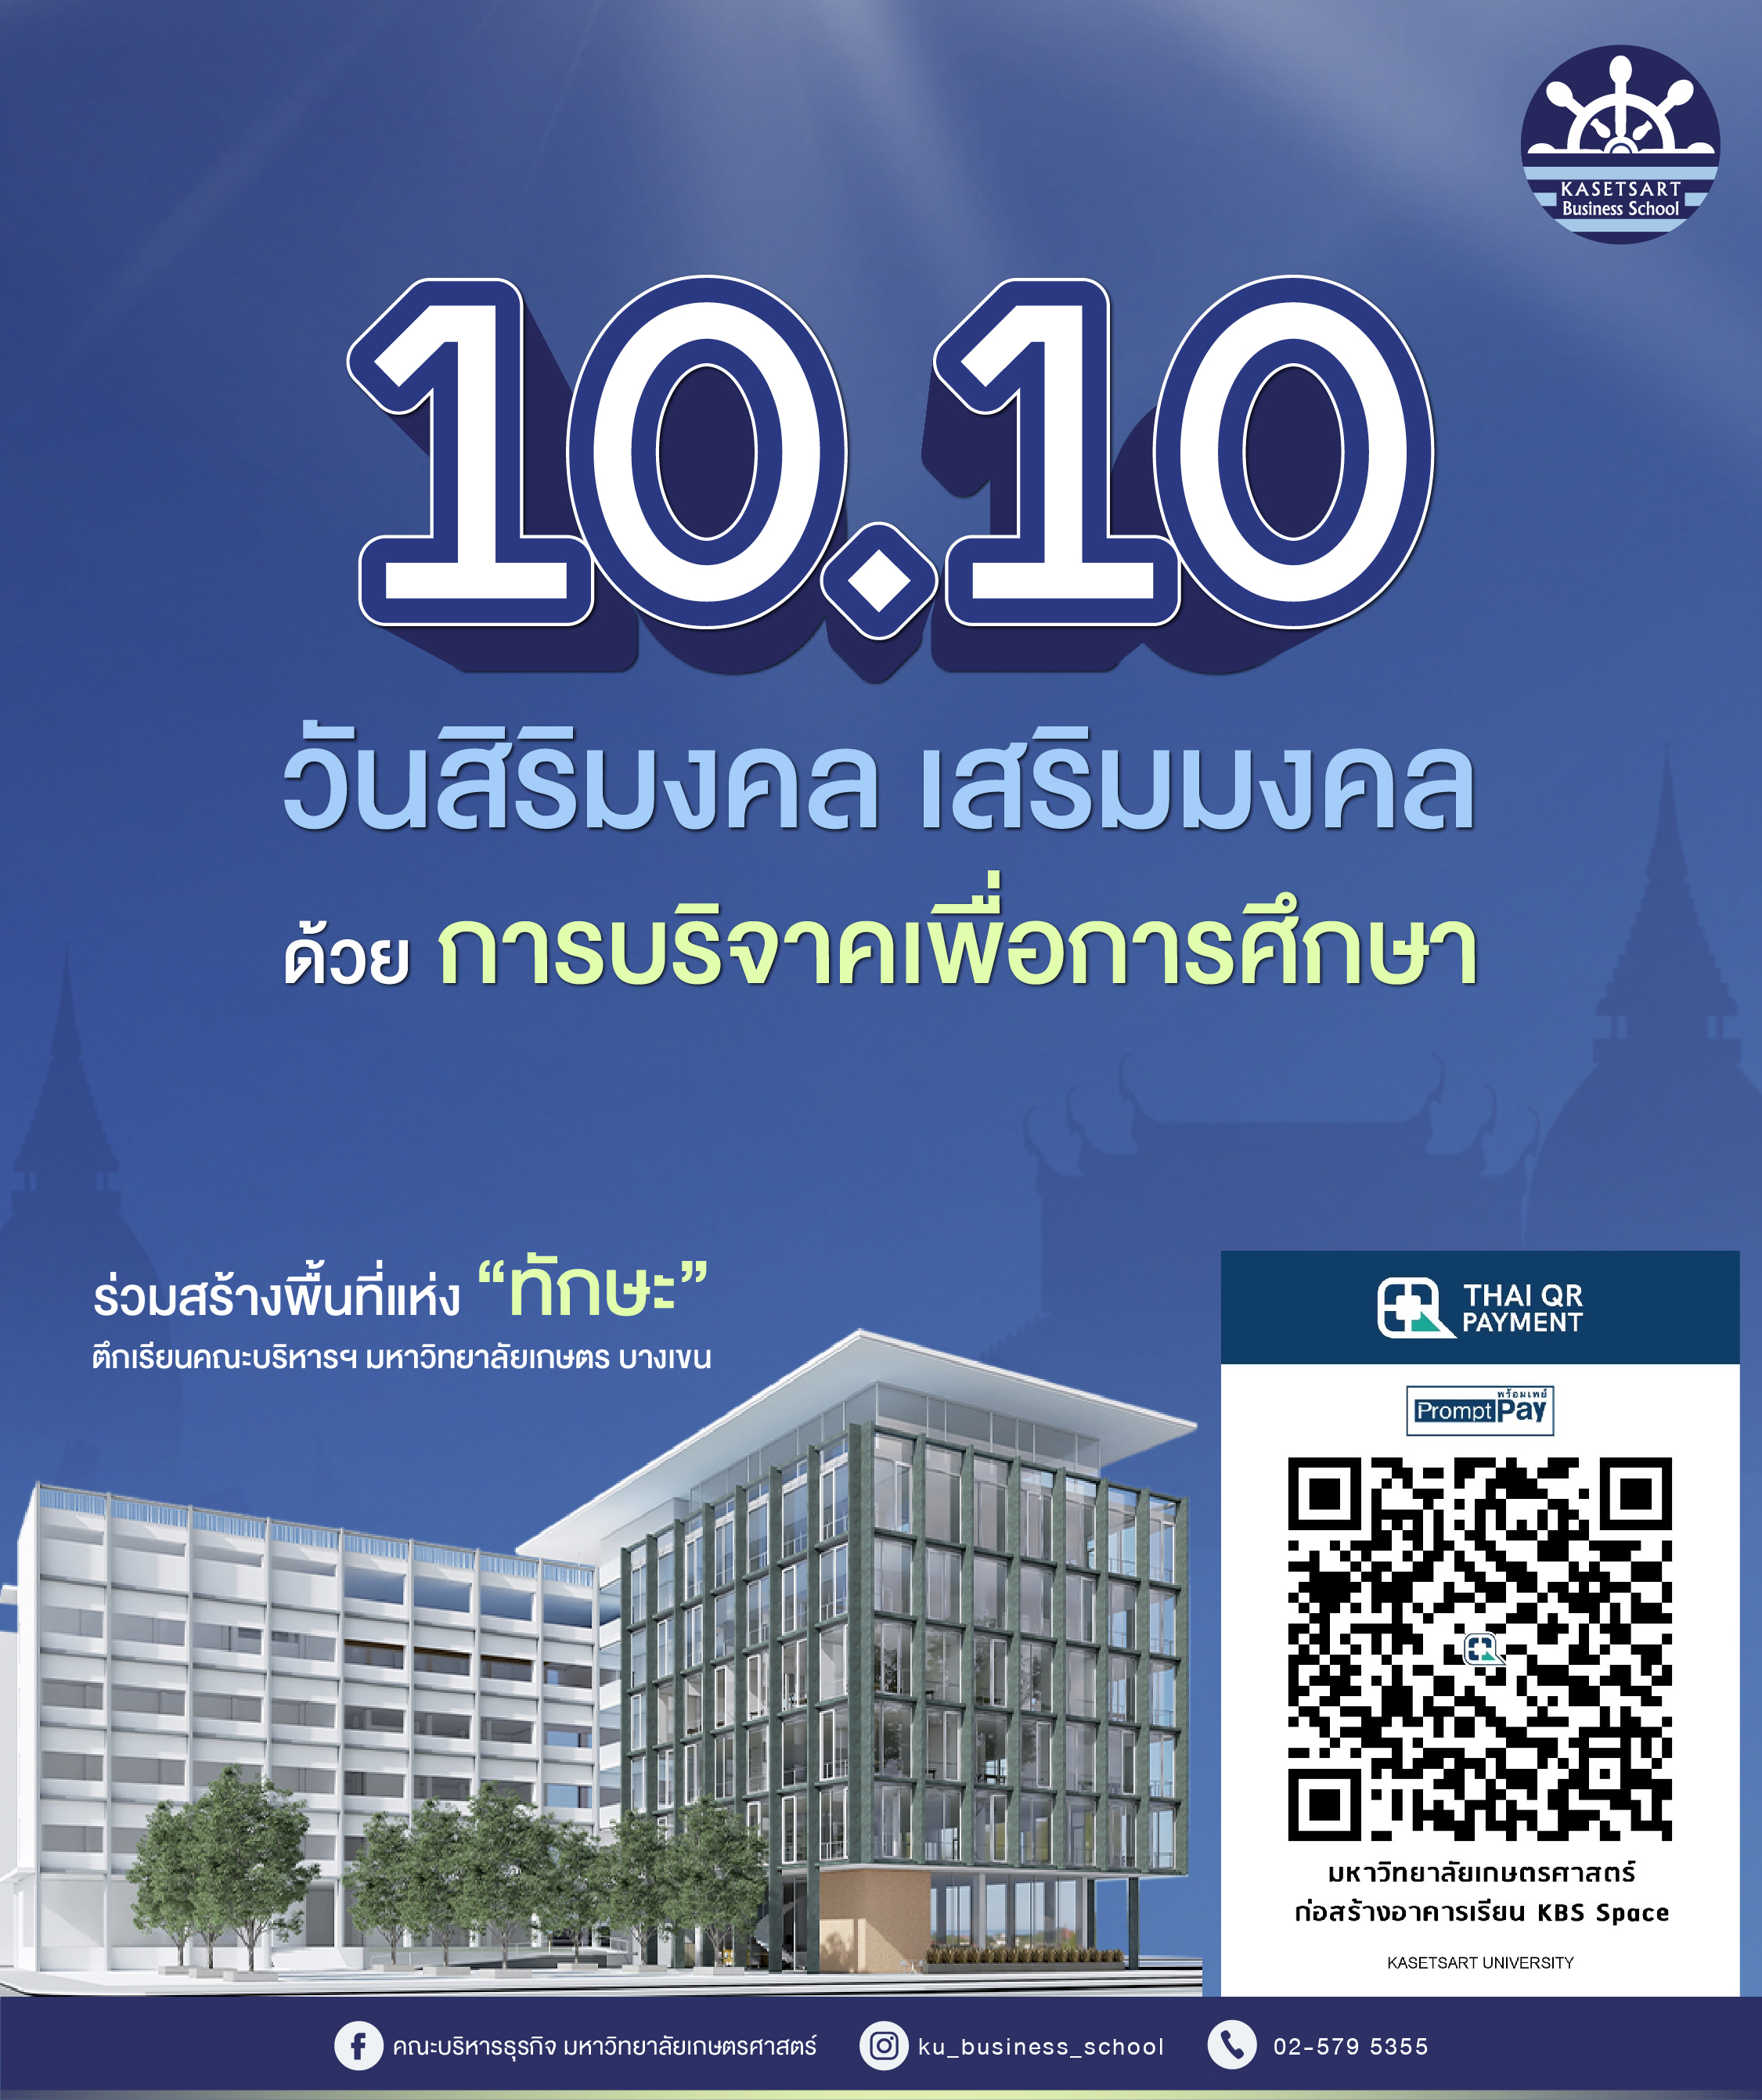 KASETSART
Business School
10.10
วันสิริมงคล เสริมมงคล
ด้วย การบริจาคเพื่อการศึกษา
ร่วมสร้างพื้นที่แห่ง “ทักษะ”
ตึกเรียนคณะบริหารฯ มหาวิทยาลัยเกษตร บางเขน
THAI QR
PAYMENT
พร้อมเพย์
PromptPay
มหาวิทยาลัยเกษตรศาสตร์
ก่อสร้างอาคารเรียน KBS Space
KASETSART UNIVERSITY
คณะบริหารธุรกิจ มหาวิทยาลัยเกษตรศาสตร์
ku_business_school
02-579 5355